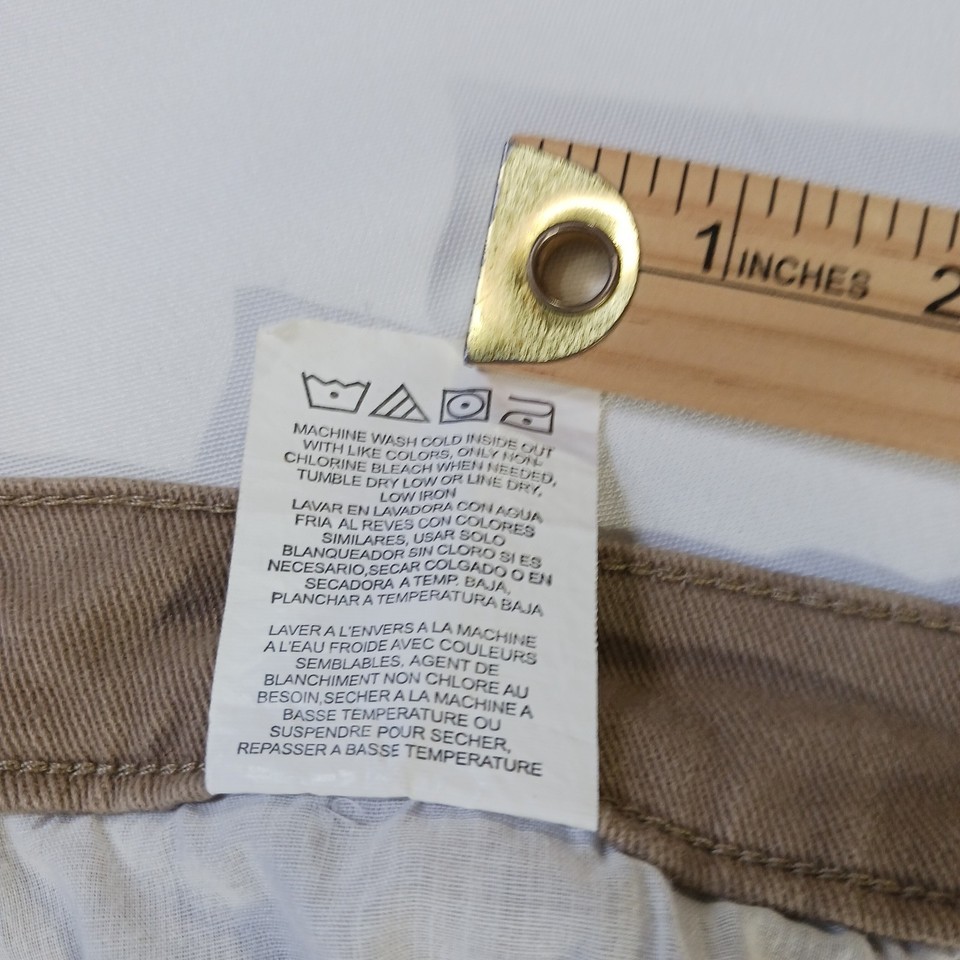 1 INCHES 2
MACHINE WASH COLD INSIDE OUT
WITH LIKE COLORS, ONLY NON-
CHLORINE BLEACH WHEN NEEDED,
TUMBLE DRY LOW OR LINE DRY,
LOW IRON
LAVAR EN LAVADORA CON AGUA
FRIA AL REVES CON COLORES
SIMILARES, USAR SOLO
BLANQUEADOR SIN CLORO SI ES
NECESARIO,SECAR COLGADO O EN
SECADORA A TEMP. BAJA,
PLANCHAR A TEMPERATURA BAJA
LAVER A L'ENVERS A LA MACHINE
A L'EAU FROIDE AVEC COULEURS
SEMBLABLES, AGENT DE
BLANCHIMENT NON CHLORE AU
BESOIN,SECHER A LA MACHINE A
BASSE TEMPERATURE OU
SUSPENDRE POUR SECHER,
REPASSER A BASSE TEMPERATURE